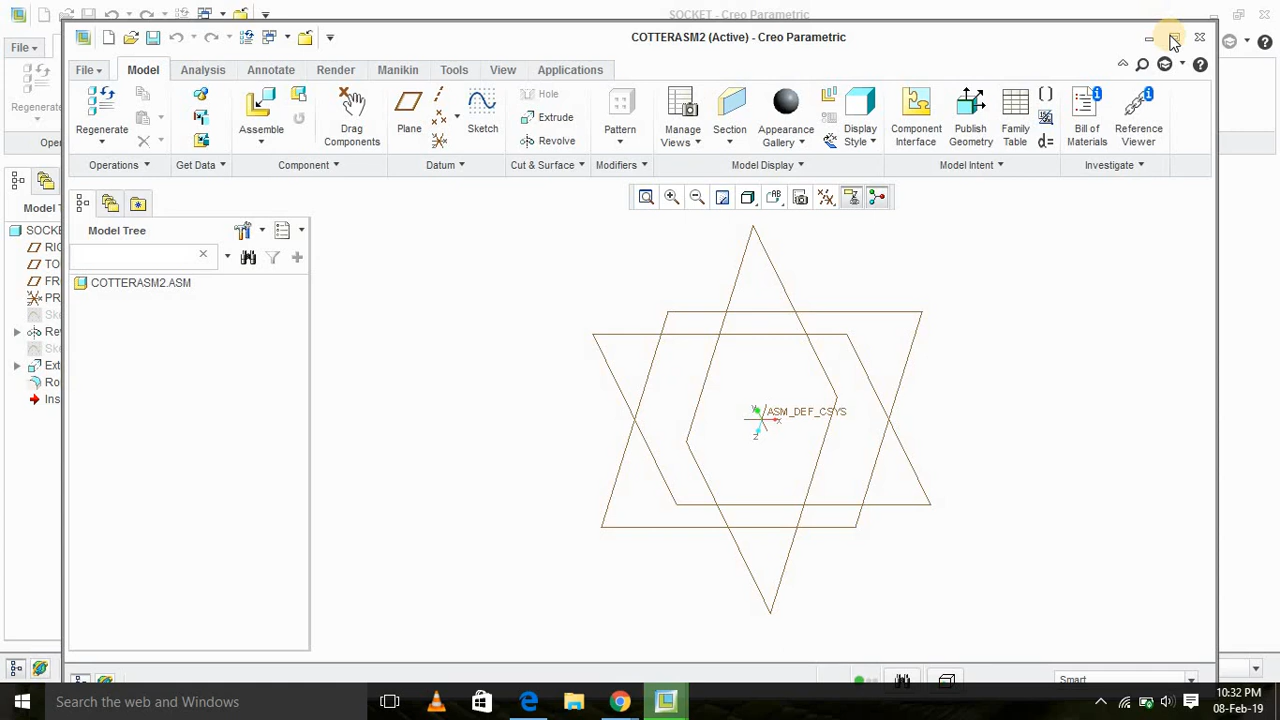 SOCKET - Creo Parametric
File
COTTERASM2 (Active) - Creo Parametric
File Model Analysis Annotate Render Manikin Tools View Applications
Regenerate
Regenerate
Assemble
Drag
Components
Plane
Sketch
Hole
Extrude
Revolve
Pattern
Manage
Views
Section
Appearance
Gallery
Display
Style
Component
Interface
Publish
Geometry
Family
Table
Bill of
Materials
Reference
Viewer
Operations Get Data Component Datum Cut & Surface Modifiers Model Display Model Intent Investigate
Model Tree
COTTERASM2.ASM
ASM_DEF_CSYS
Y
X
Z
Smart
Search the web and Windows
10:32 PM
08-Feb-19